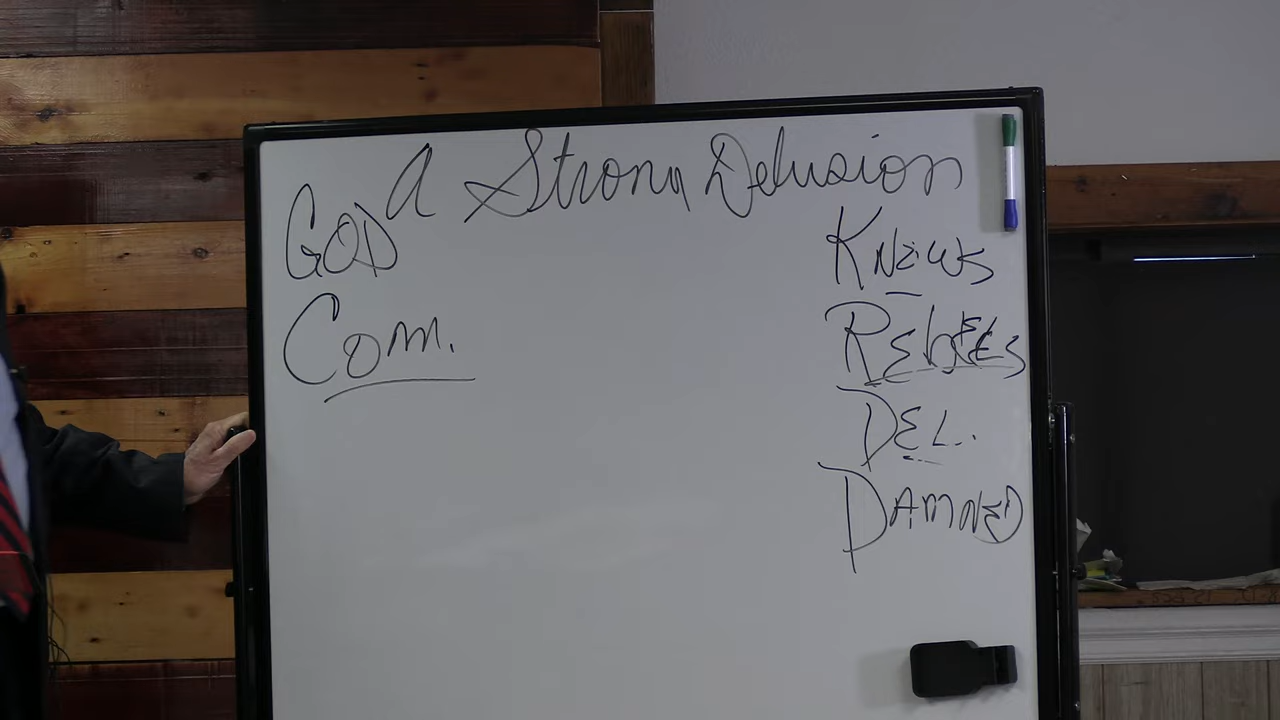 A Strong Delusion
GOD
Com.
KNOWS
REBELS
DEL.
DAMNED